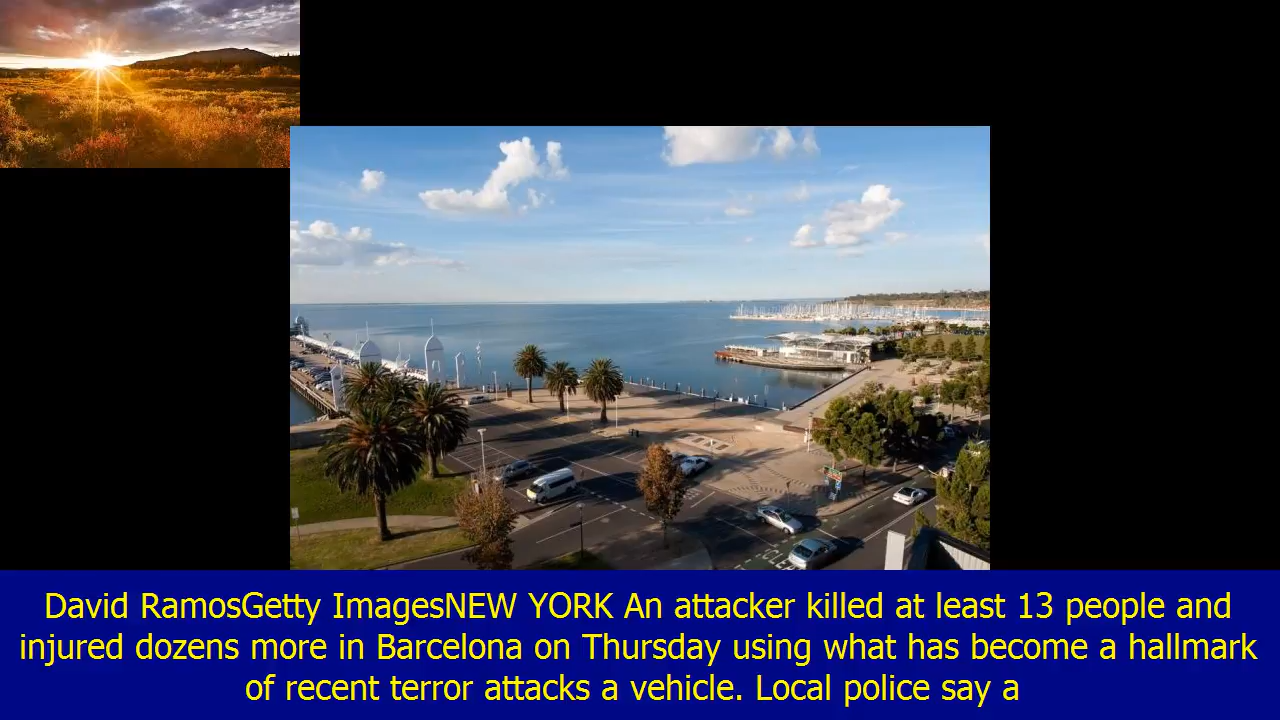 David RamosGetty ImagesNEW YORK An attacker killed at least 13 people and
injured dozens more in Barcelona on Thursday using what has become a hallmark
of recent terror attacks a vehicle. Local police say a